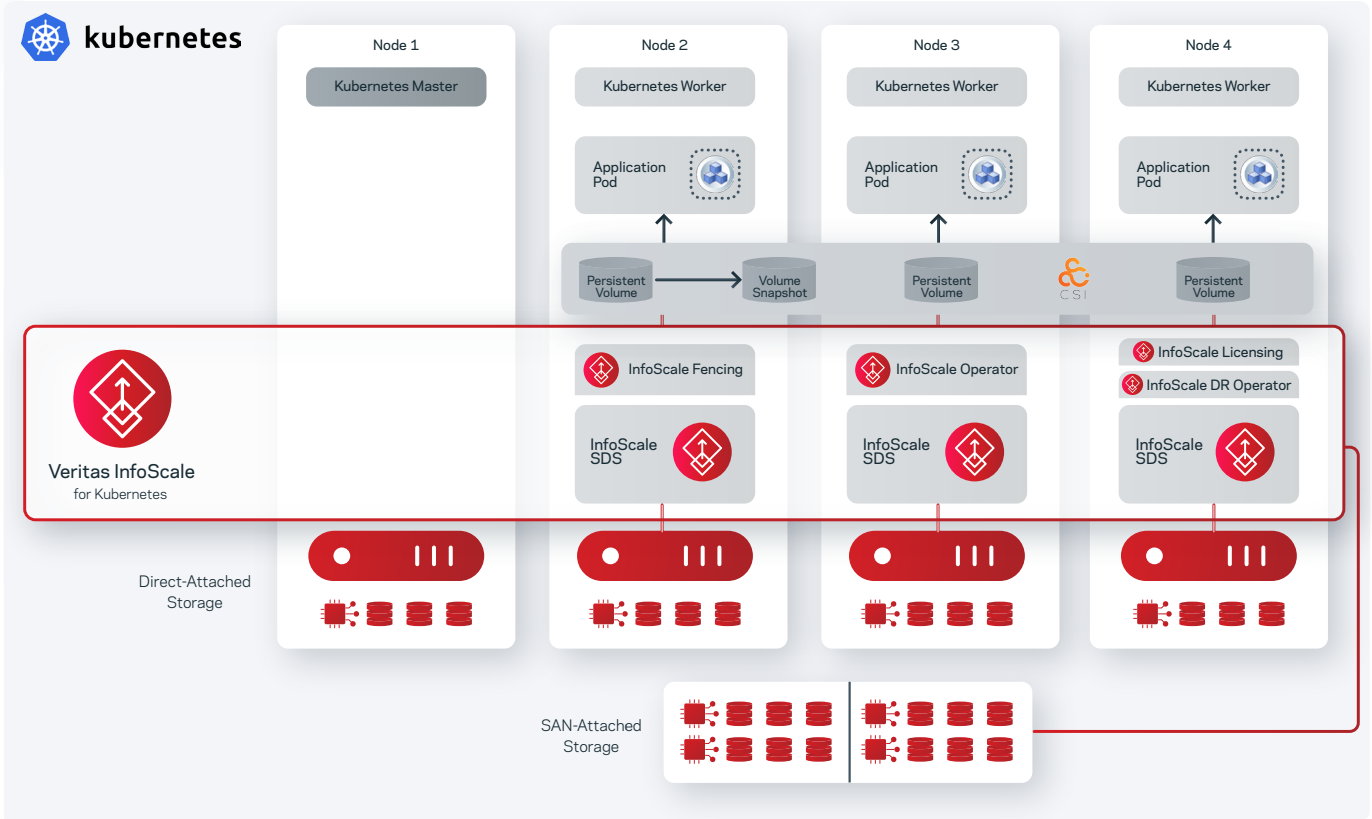 kubernetes
Node 1
Node 2
Node 3
Node 4
Kubernetes Master
Kubernetes Worker
Kubernetes Worker
Kubernetes Worker
Application
Pod
Application
Pod
Application
Pod
Persistent
Volume
Volume
Snapshot
Persistent
Volume
CSI
Persistent
Volume
Veritas InfoScale
for Kubernetes
InfoScale Fencing
InfoScale Operator
InfoScale Licensing
InfoScale DR Operator
InfoScale
SDS
InfoScale
SDS
InfoScale
SDS
Direct-Attached
Storage
SAN-Attached
Storage